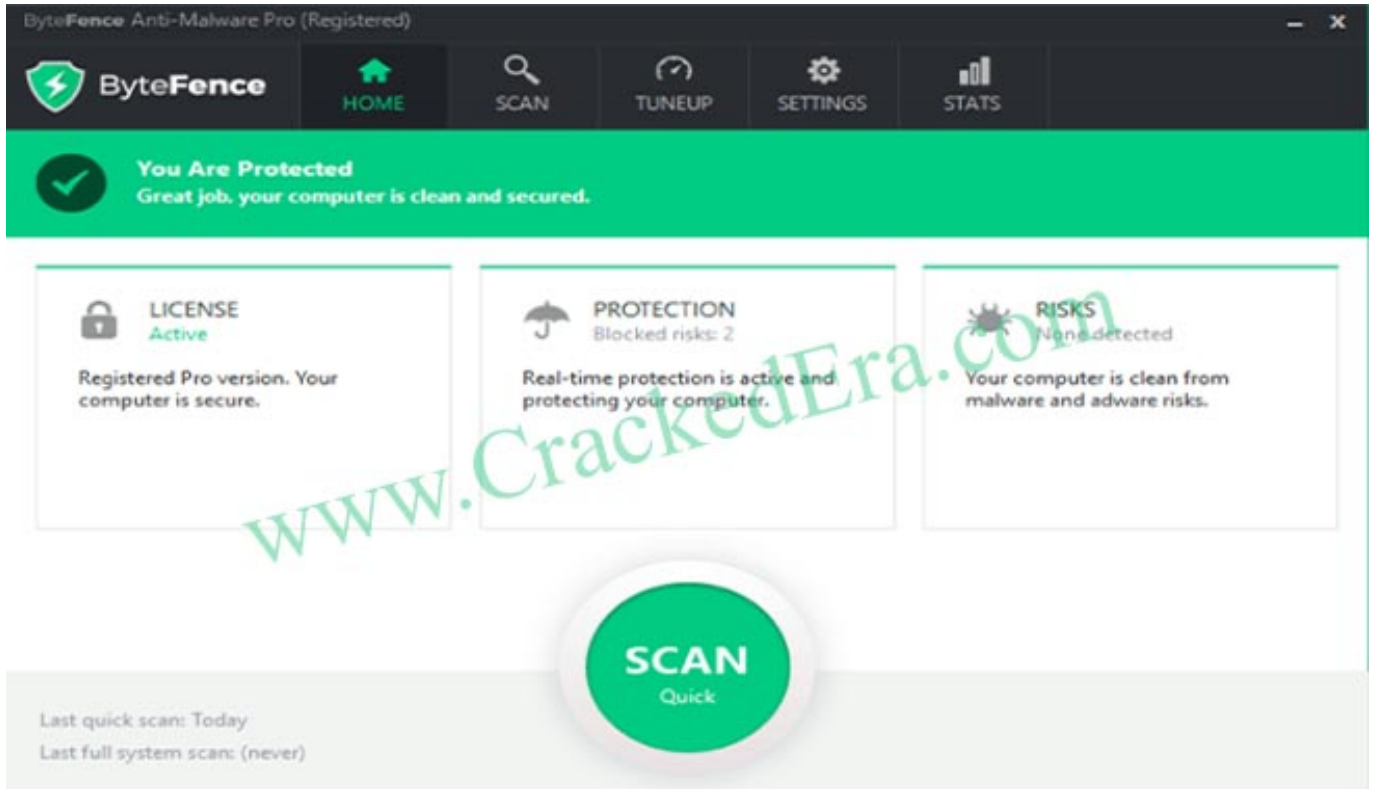 ByteFence Anti-Malware Pro (Registered)
ByteFence
HOME
SCAN
TUNEUP
SETTINGS
STATS
You Are Protected
Great job, your computer is clean and secured.
LICENSE
Active
Registered Pro version. Your
computer is secure.
PROTECTION
Blocked risks: 2
Real-time protection is active and
protecting your computer.
RISKS
None detected
Your computer is clean from
malware and adware risks.
www.CrackedEra.com
SCAN
Quick
Last quick scan: Today
Last full system scan: (never)